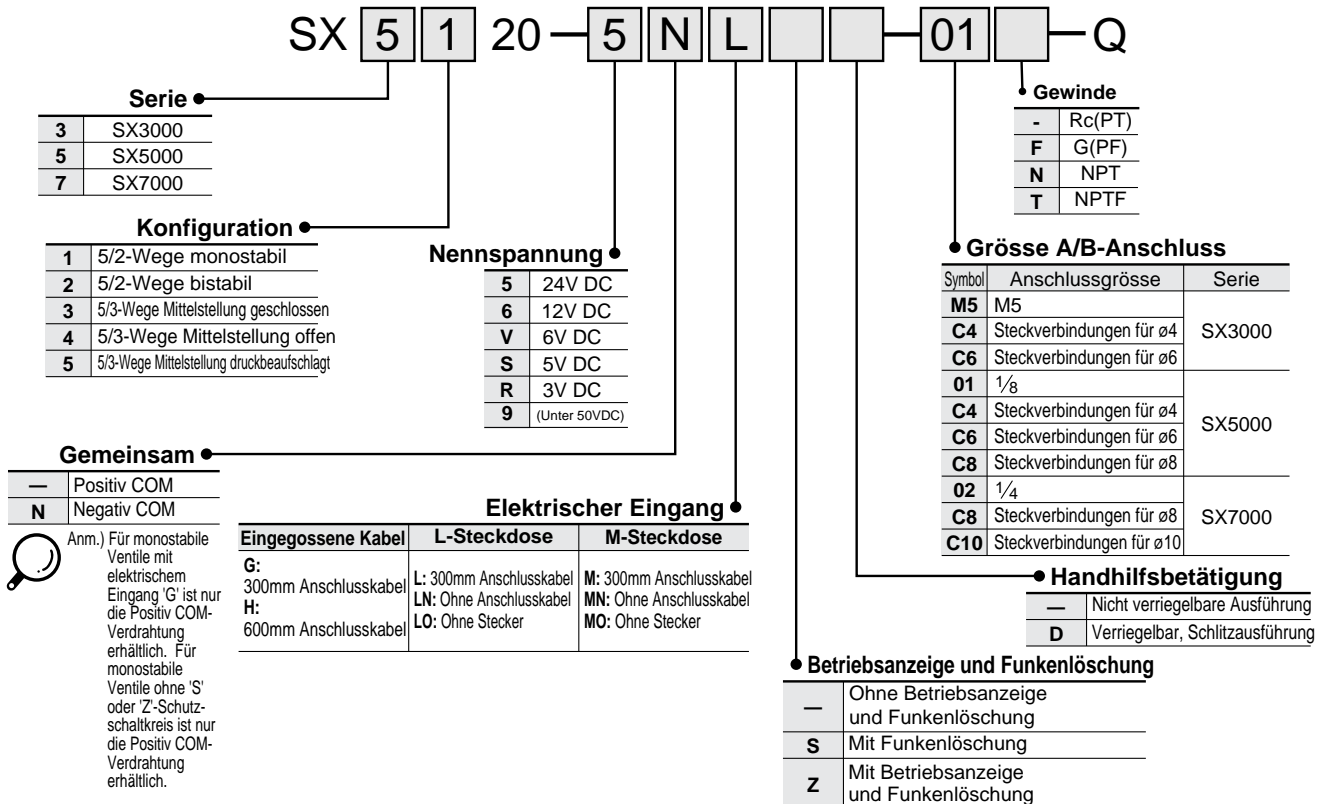 SX 5 1 20 — 5 N L — 01 — Q
Serie
3 SX3000
5 SX5000
7 SX7000
Konfiguration
1 5/2-Wege monostabil
2 5/2-Wege bistabil
3 5/3-Wege Mittelstellung geschlossen
4 5/3-Wege Mittelstellung offen
5 5/3-Wege Mittelstellung druckbeaufschlagt
Nennspannung
5 24V DC
6 12V DC
V 6V DC
S 5V DC
R 3V DC
9 (Unter 50VDC)
Gemeinsam
— Positiv COM
N Negativ COM
Anm.) Für monostabile
Ventile mit
elektrischem
Eingang 'G' ist nur
die Positiv COM-
Verdrahtung
erhältlich. Für
monostabile
Ventile ohne 'S'
oder 'Z'-Schutz-
schaltkreis ist nur
die Positiv COM-
Verdrahtung
erhältlich.
Elektrischer Eingang
Eingegossene Kabel L-Steckdose M-Steckdose
G:
300mm Anschlusskabel
H:
600mm Anschlusskabel
L: 300mm Anschlusskabel
LN: Ohne Anschlusskabel
LO: Ohne Stecker
M: 300mm Anschlusskabel
MN: Ohne Anschlusskabel
MO: Ohne Stecker
Gewinde
- Rc(PT)
F G(PF)
N NPT
T NPTF
Grösse A/B-Anschluss
Symbol Anschlussgrösse Serie
M5 M5
C4 Steckverbindungen für ø4 SX3000
C6 Steckverbindungen für ø6
01 1/8
C4 Steckverbindungen für ø4
C6 Steckverbindungen für ø6 SX5000
C8 Steckverbindungen für ø8
02 1/4
C8 Steckverbindungen für ø8 SX7000
C10 Steckverbindungen für ø10
Handhilfsbetätigung
— Nicht verriegelbare Ausführung
D Verriegelbar, Schlitzausführung
Betriebsanzeige und Funkenlöschung
— Ohne Betriebsanzeige
und Funkenlöschung
S Mit Funkenlöschung
Z Mit Betriebsanzeige
und Funkenlöschung